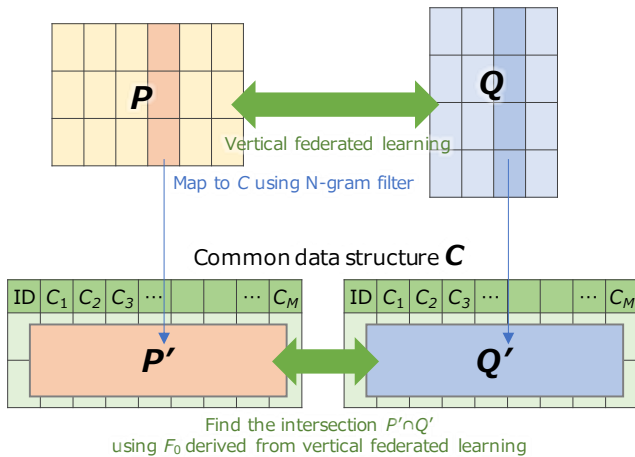 P
Q
Vertical federated learning
Map to C using N-gram filter
Common data structure C
ID C1 C2 C3 ⋯ ⋯ CM
ID C1 C2 C3 ⋯ ⋯ CM
P′
Q′
Find the intersection P′∩Q′
using F0 derived from vertical federated learning